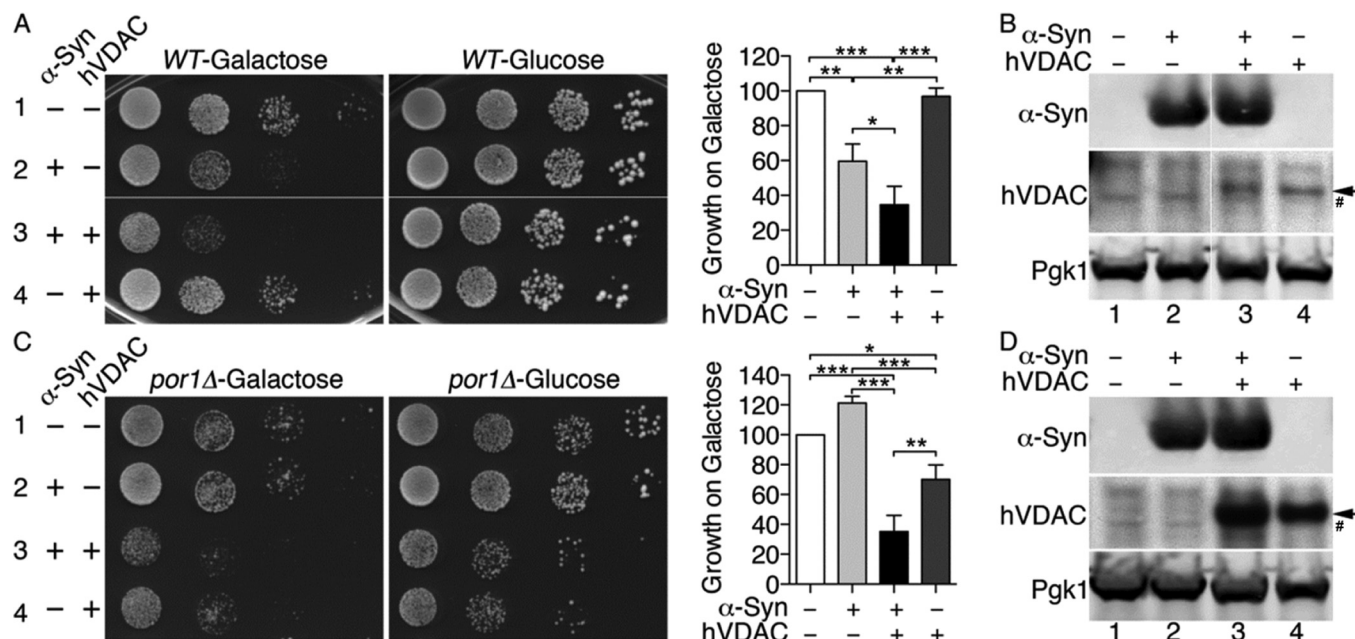 A
α-Syn
hVDAC
WT-Galactose
WT-Glucose
1 – –
2 + –
3 + +
4 – +
Growth on Galactose
120
100
80
60
40
20
0
*** ***
** **
*
α-Syn – + + –
hVDAC – – + +
B
α-Syn – + + –
hVDAC – – + +
α-Syn
hVDAC
#
Pgk1
1 2 3 4
C
α-Syn
hVDAC
por1Δ-Galactose
por1Δ-Glucose
1 – –
2 + –
3 + +
4 – +
Growth on Galactose
140
120
100
80
60
40
20
0
*
*** ***
***
**
α-Syn – + + –
hVDAC – – + +
D
α-Syn – + + –
hVDAC – – + +
α-Syn
hVDAC
#
Pgk1
1 2 3 4